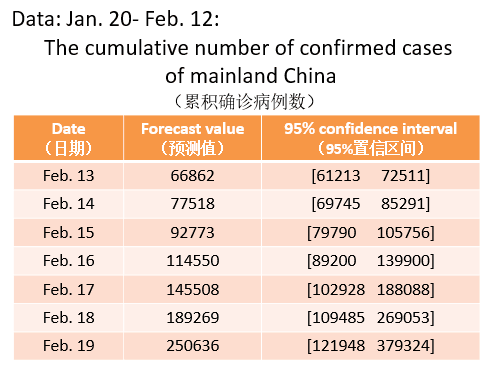 Data: Jan. 20- Feb. 12:
The cumulative number of confirmed cases
of mainland China
（累积确诊病例数）
Date Forecast value 95% confidence interval
（日期） （预测值） （95%置信区间）
Feb. 13 66862 [61213 72511]
Feb. 14 77518 [69745 85291]
Feb. 15 92773 [79790 105756]
Feb. 16 114550 [89200 139900]
Feb. 17 145508 [102928 188088]
Feb. 18 189269 [109485 269053]
Feb. 19 250636 [121948 379324]